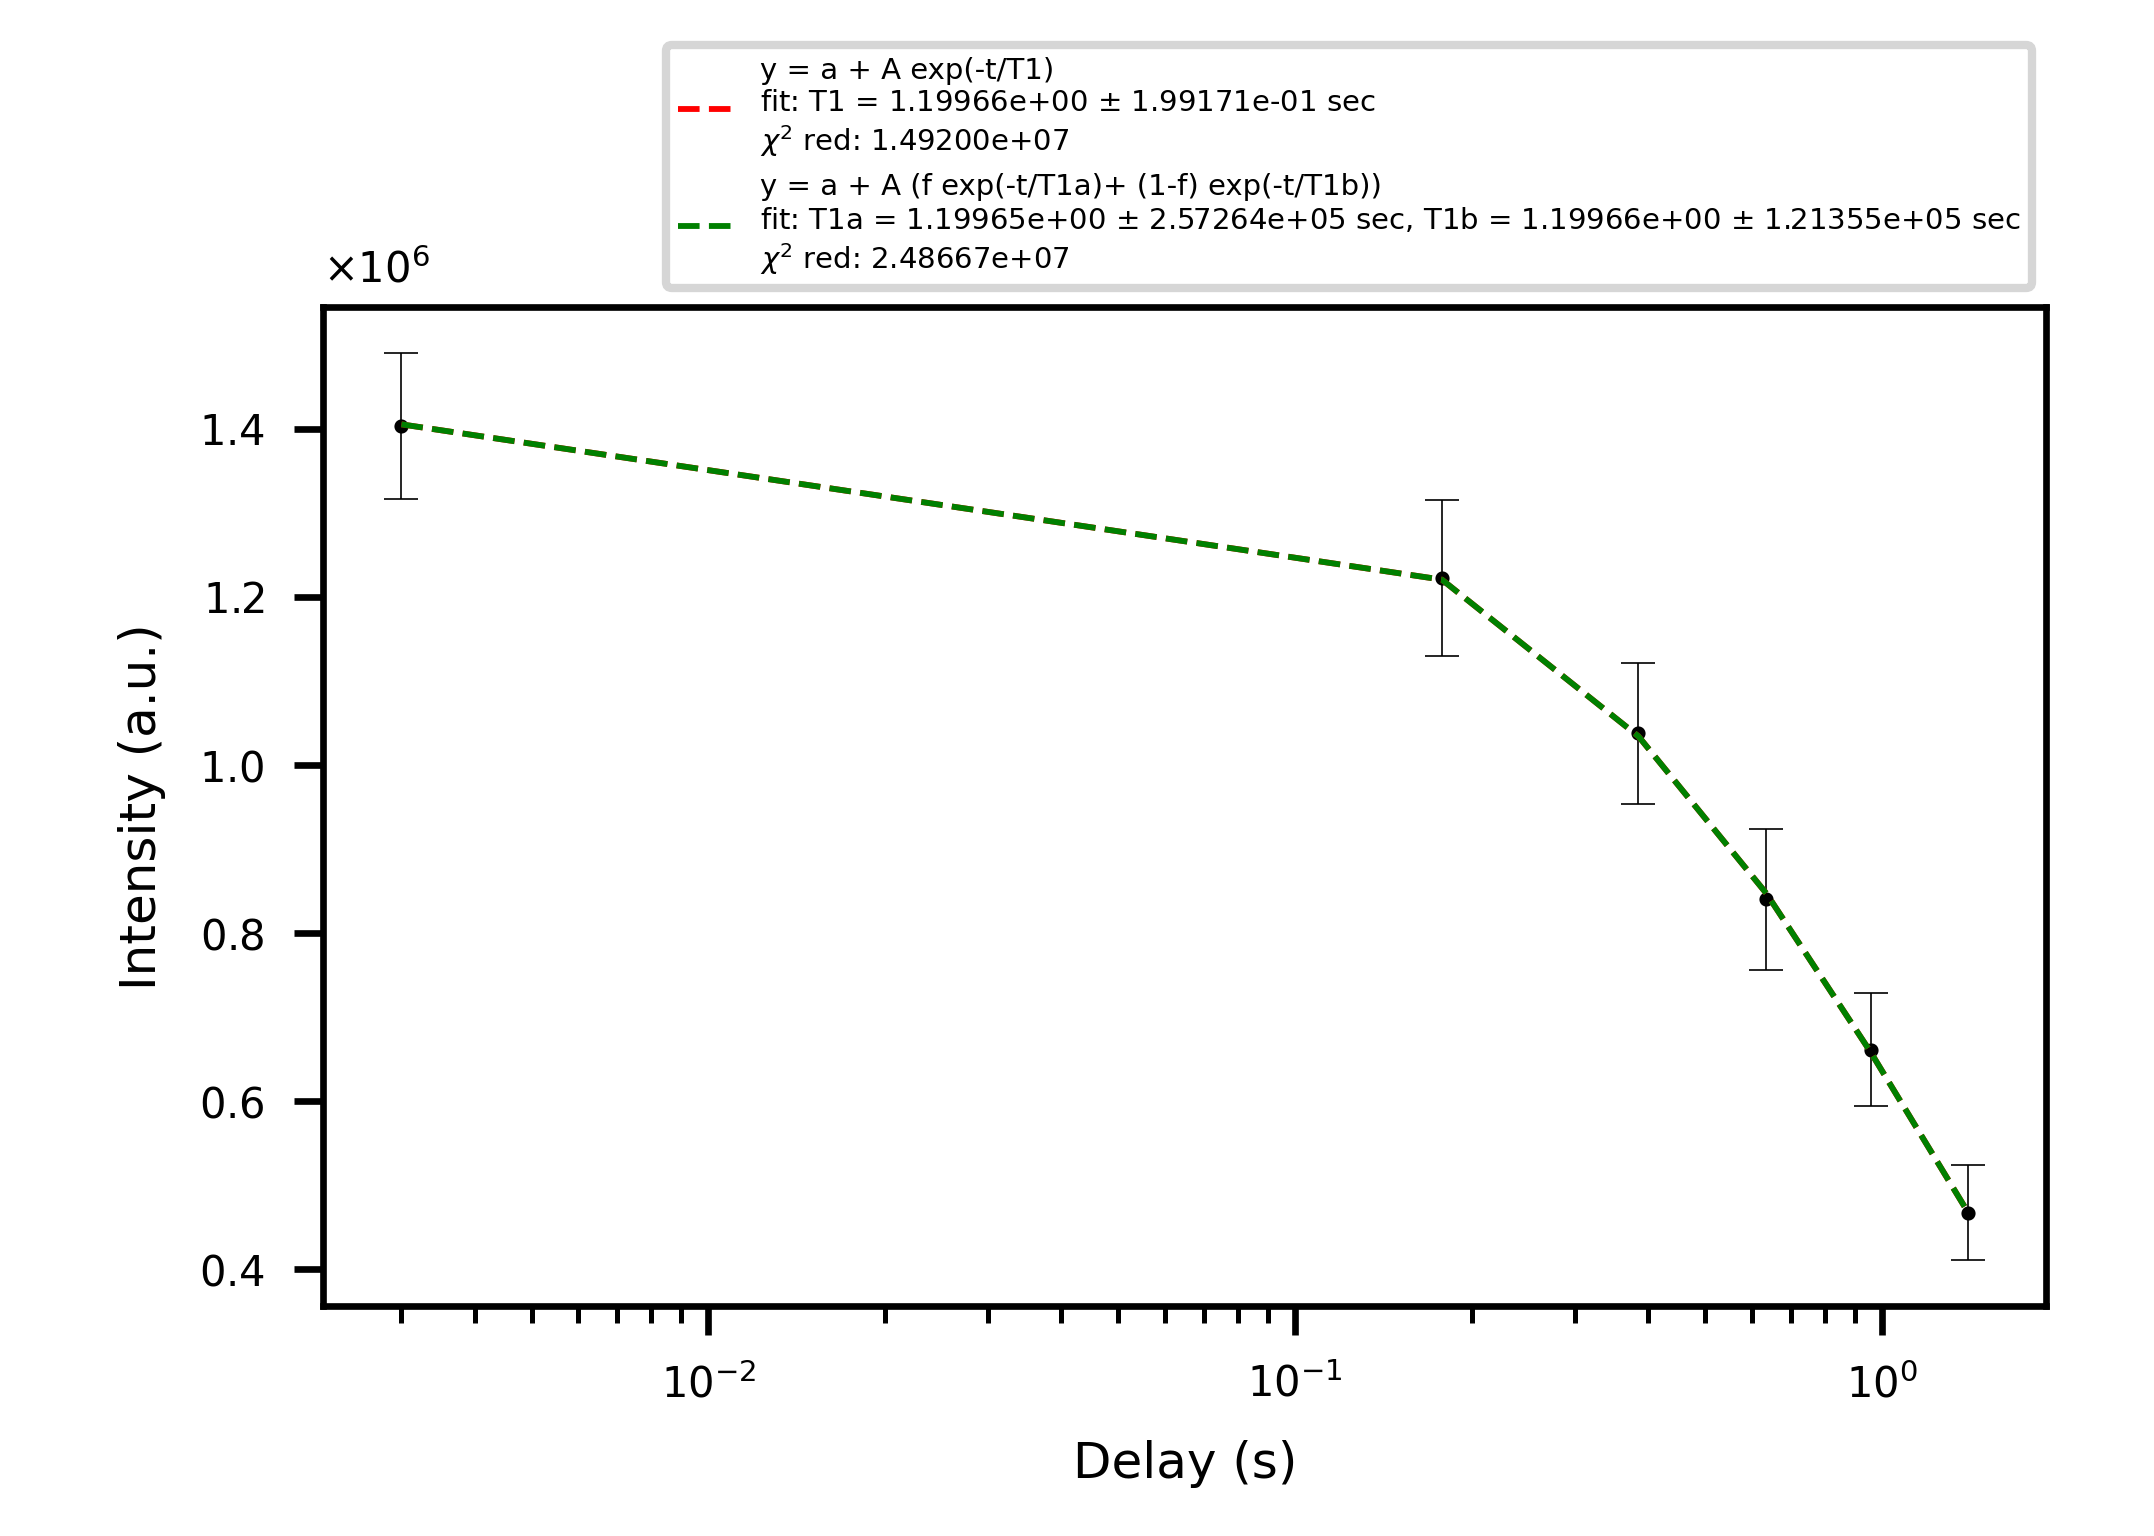 y = a + A exp(-t/T1)
fit: T1 = 1.19966e+00 ± 1.99171e-01 sec
χ² red: 1.49200e+07
y = a + A (f exp(-t/T1a)+ (1-f) exp(-t/T1b))
fit: T1a = 1.19965e+00 ± 2.57264e+05 sec, T1b = 1.19966e+00 ± 1.21355e+05 sec
χ² red: 2.48667e+07
×10⁶
1.4
1.2
1.0
0.8
0.6
0.4
Intensity (a.u.)
10⁻² 10⁻¹ 10⁰
Delay (s)